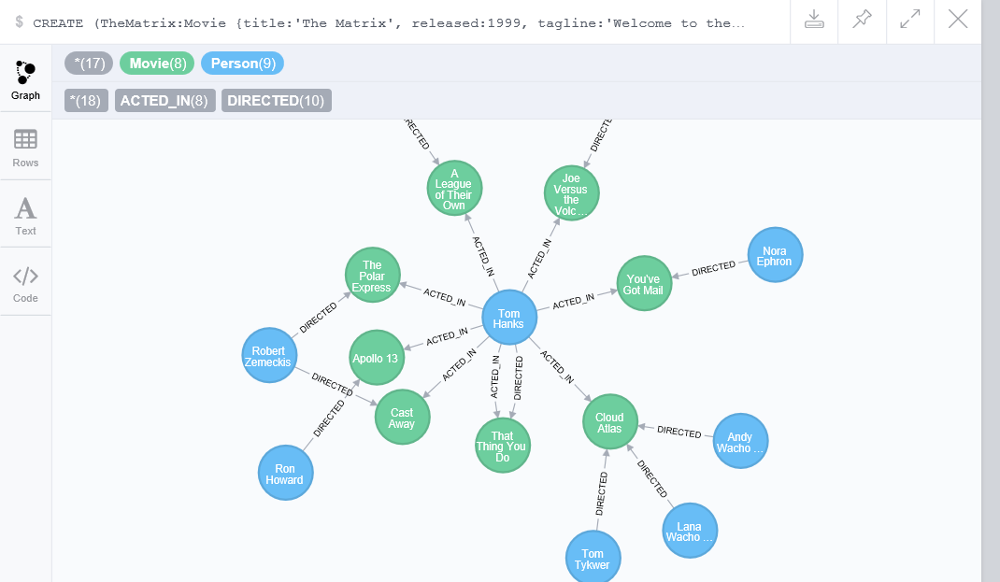 $ CREATE (TheMatrix:Movie {title:'The Matrix', released:1999, tagline:'Welcome to the...
*(17) Movie(8) Person(9)
*(18) ACTED_IN(8) DIRECTED(10)
Graph
Rows
Text
Code
RECTED
DIRECTE
A
League
of Their
Own
Joe
Versus
the
Volc ...
ACTED_IN
ACTED_IN
Nora
Ephron
DIRECTED
The
Polar
Express
You've
Got Mail
ACTED_IN
ACTED_IN
Tom
Hanks
DIRECTED
ACTED_IN
Robert
Zemeckis
Apollo 13
ACTED_IN
ACTED_IN
DIRECTED
ACTED_IN
DIRECTED
DIRECTED
Cast
Away
Cloud
Atlas
DIRECTED
Andy
Wacho ...
That
Thing You
Do
Ron
Howard
DIRECTED
DIRECTED
Lana
Wacho ...
Tom
Tykwer